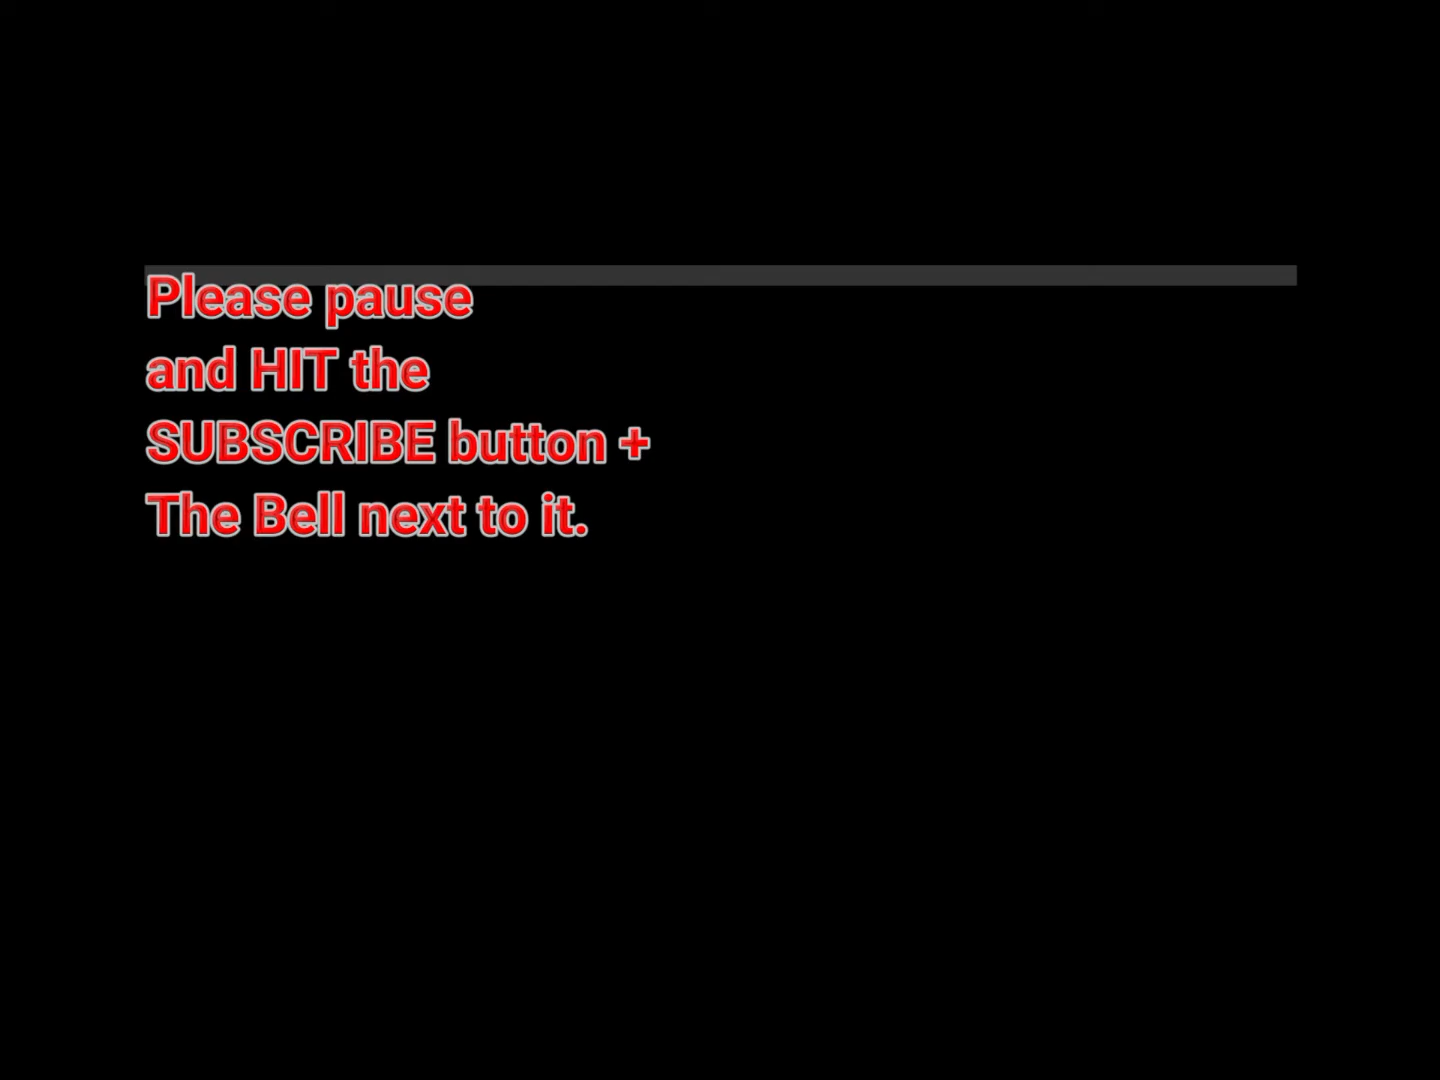 Please pause
and HIT the
SUBSCRIBE button +
The Bell next to it.